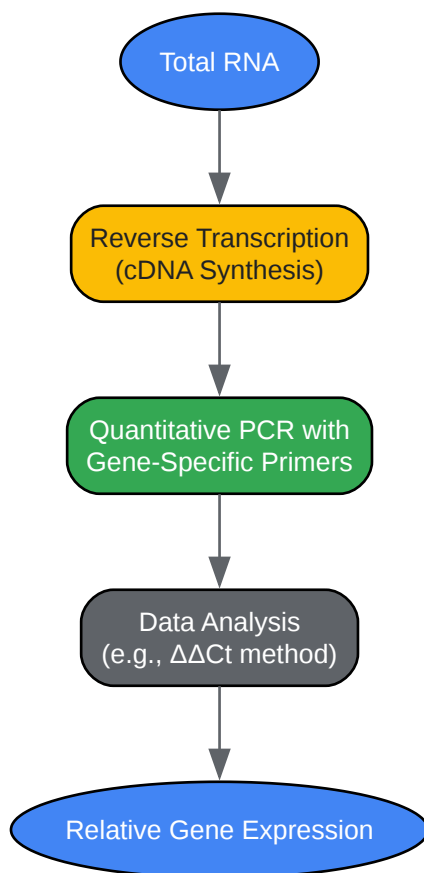 Total RNA
Reverse Transcription
(cDNA Synthesis)
Quantitative PCR with
Gene-Specific Primers
Data Analysis
(e.g., ΔΔCt method)
Relative Gene Expression